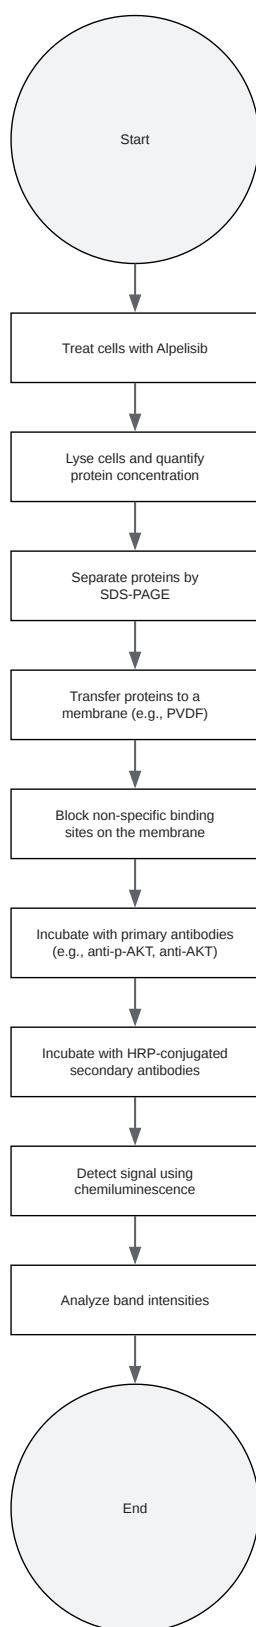 Start
Treat cells with Alpelisib
Lyse cells and quantify
protein concentration
Separate proteins by
SDS-PAGE
Transfer proteins to a
membrane (e.g., PVDF)
Block non-specific binding
sites on the membrane
Incubate with primary antibodies
(e.g., anti-p-AKT, anti-AKT)
Incubate with HRP-conjugated
secondary antibodies
Detect signal using
chemiluminescence
Analyze band intensities
End